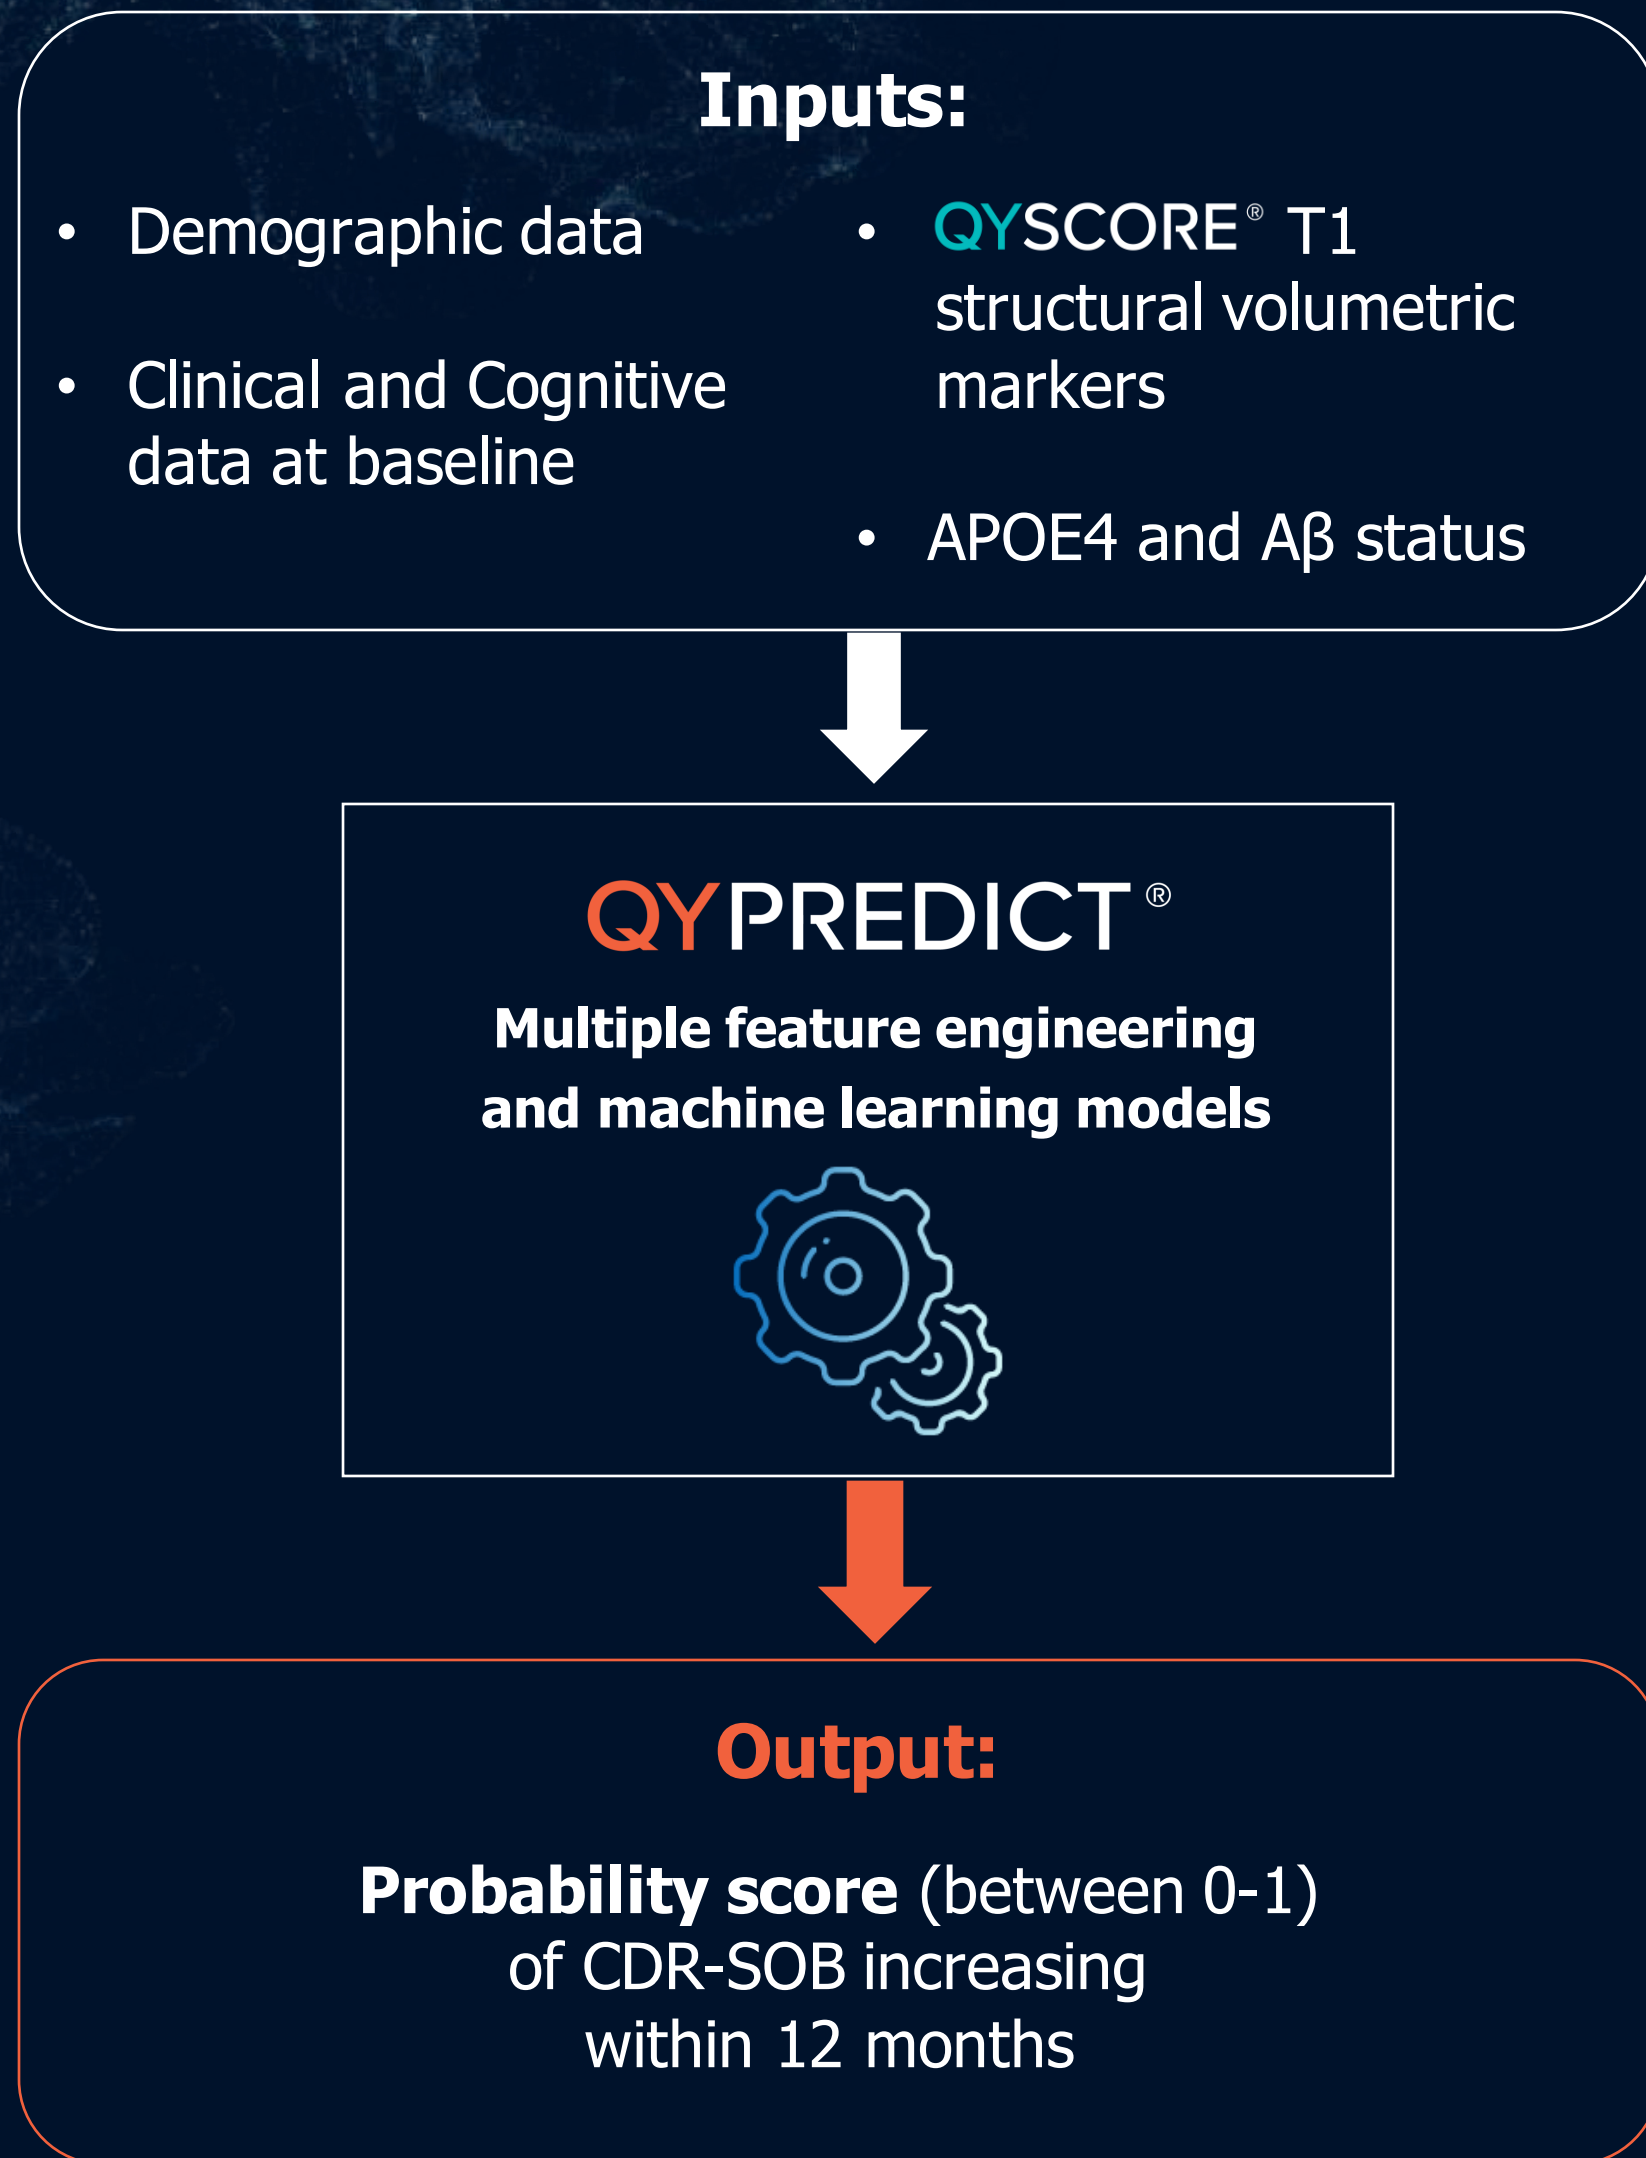 Inputs:
• Demographic data
• Clinical and Cognitive
data at baseline
• QYSCORE® T1
structural volumetric
markers
• APOE4 and Aβ status
QYPREDICT®
Multiple feature engineering
and machine learning models
Output:
Probability score (between 0-1)
of CDR-SOB increasing
within 12 months